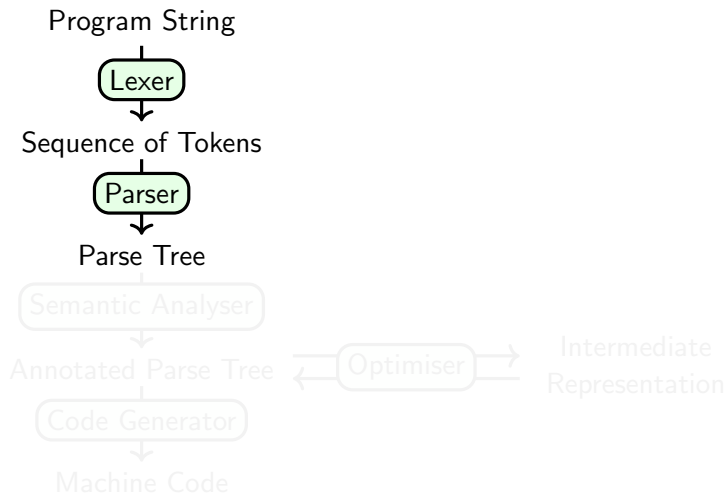 Program String
Lexer
Sequence of Tokens
Parser
Parse Tree
Semantic Analyser
Annotated Parse Tree
Optimiser
Intermediate
Representation
Code Generator
Machine Code